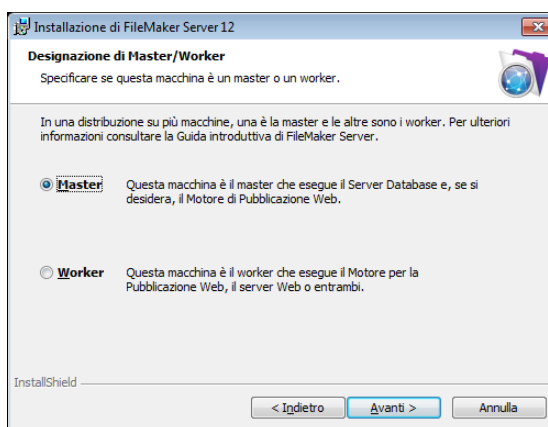 Installazione di FileMaker Server 12
Designazione di Master/Worker
Specificare se questa macchina è un master o un worker.
In una distribuzione su più macchine, una è la master e le altre sono i worker. Per ulteriori
informazioni consultare la Guida introduttiva di FileMaker Server.
Master Questa macchina è il master che esegue il Server Database e, se si
desidera, il Motore di Pubblicazione Web.
Worker Questa macchina è il worker che esegue il Motore per la
Pubblicazione Web, il server Web o entrambi.
InstallShield
< Indietro Avanti > Annulla